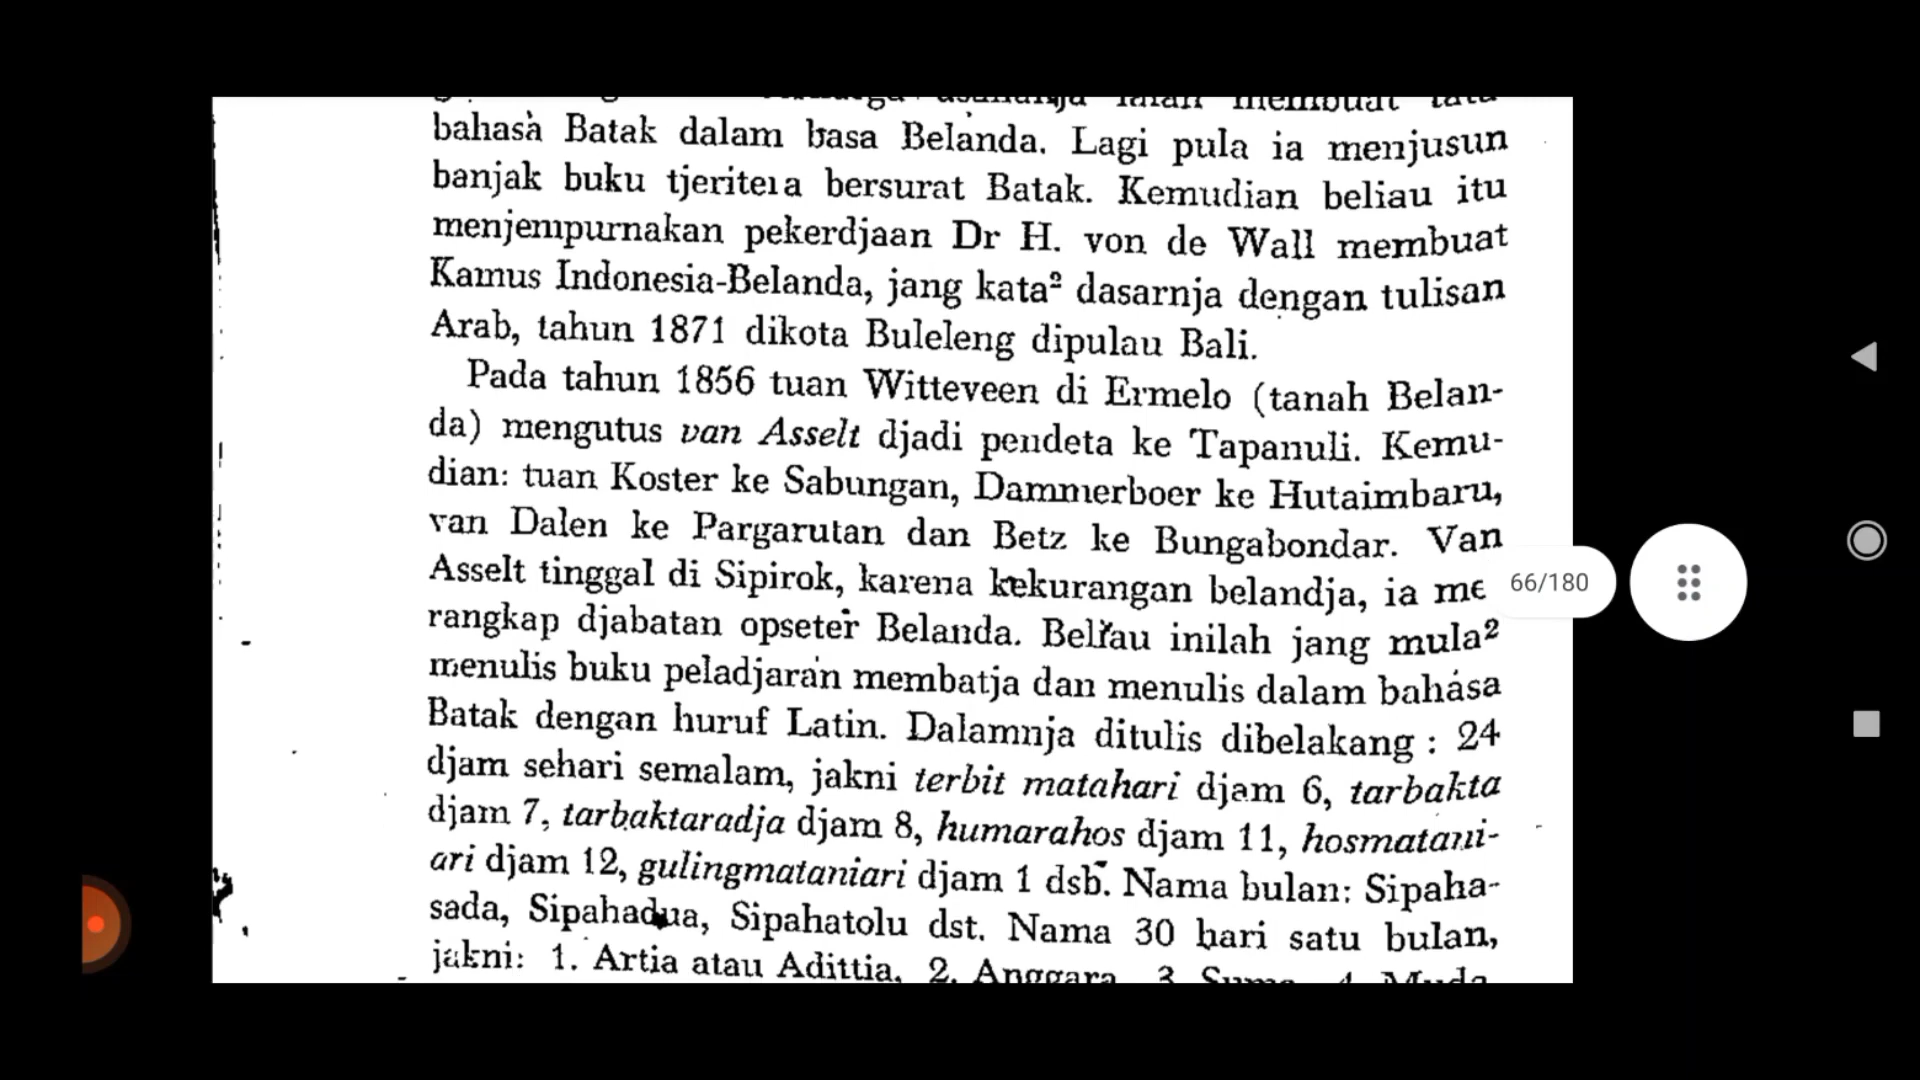 membuat
bahasa Batak dalam basa Belanda. Lagi pula ia menjusun
banjak buku tjeritera bersurat Batak. Kemudian beliau itu
menjempurnakan pekerdjaan Dr H. von de Wall membuat
Kamus Indonesia-Belanda, jang kata² dasarnja dengan tulisan
Arab, tahun 1871 dikota Buleleng dipulau Bali.
Pada tahun 1856 tuan Witteveen di Ermelo (tanah Belan-
da) mengutus van Asselt djadi pendeta ke Tapanuli. Kemu-
dian: tuan Koster ke Sabungan, Dammerboer ke Hutaimbaru,
van Dalen ke Pargarutan dan Betz ke Bungabondar. Van
Asselt tinggal di Sipirok, karena kekurangan belandja, ia me
66/180
rangkap djabatan opseter Belanda. Beliau inilah jang mula²
menulis buku peladjaran membatja dan menulis dalam bahasa
Batak dengan huruf Latin. Dalamnja ditulis dibelakang : 24
djam sehari semalam, jakni terbit matahari djam 6, tarbakta
djam 7, tarbaktaradja djam 8, humarahos djam 11, hosmatani-
ari djam 12, gulingmataniari djam 1 dsb. Nama bulan: Sipaha-
sada, Sipahadua, Sipahatolu dst. Nama 30 hari satu bulan,
jakni: 1. Artia atau Adittia, 2. Anggara 3 Suma 4 Muda